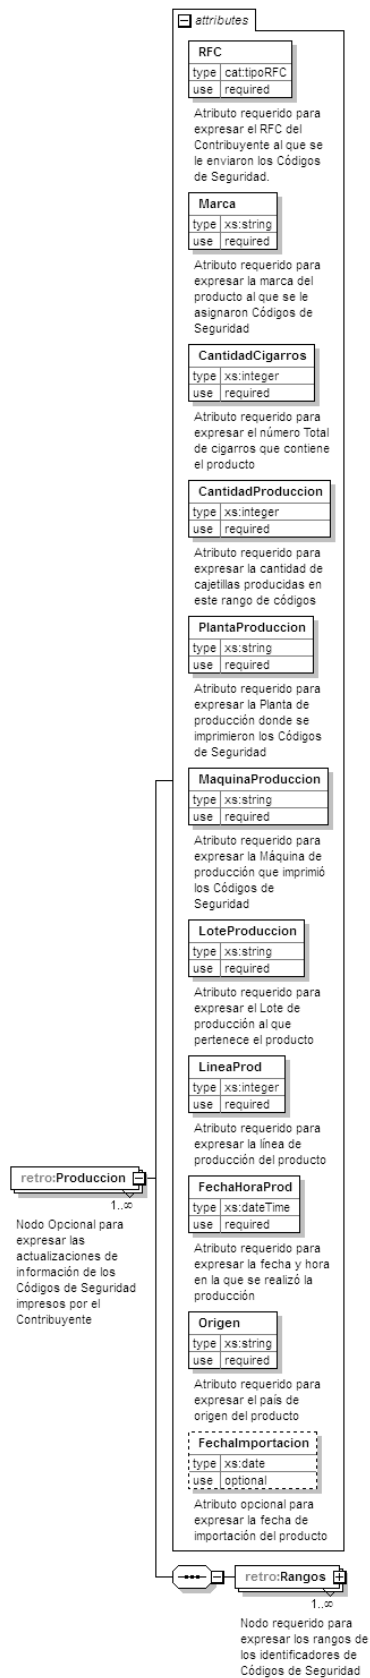 attributes
RFC
type cat:tipoRFC
use required
Atributo requerido para
expresar el RFC del
Contribuyente al que se
le enviaron los Códigos
de Seguridad.
Marca
type xs:string
use required
Atributo requerido para
expresar la marca del
producto al que se le
asignaron Códigos de
Seguridad
CantidadCigarros
type xs:integer
use required
Atributo requerido para
expresar el número Total
de cigarros que contiene
el producto
CantidadProduccion
type xs:integer
use required
Atributo requerido para
expresar la cantidad de
cajetillas producidas en
este rango de códigos
PlantaProduccion
type xs:string
use required
Atributo requerido para
expresar la Planta de
producción donde se
imprimieron los Códigos
de Seguridad
MaquinaProduccion
type xs:string
use required
Atributo requerido para
expresar la Máquina de
producción que imprimió
los Códigos de
Seguridad
LoteProduccion
type xs:string
use required
Atributo requerido para
expresar el Lote de
producción al que
pertenece el producto
LineaProd
type xs:integer
use required
Atributo requerido para
expresar la línea de
producción del producto
retro:Produccion
1..∞
Nodo Opcional para
expresar las
actualizaciones de
información de los
Códigos de Seguridad
impresos por el
Contribuyente
FechaHoraProd
type xs:dateTime
use required
Atributo requerido para
expresar la fecha y hora
en la que se realizó la
producción
Origen
type xs:string
use required
Atributo requerido para
expresar el país de
origen del producto
FechaImportacion
type xs:date
use optional
Atributo opcional para
expresar la fecha de
importación del producto
retro:Rangos
1..∞
Nodo requerido para
expresar los rangos de
los identificadores de
Códigos de Seguridad